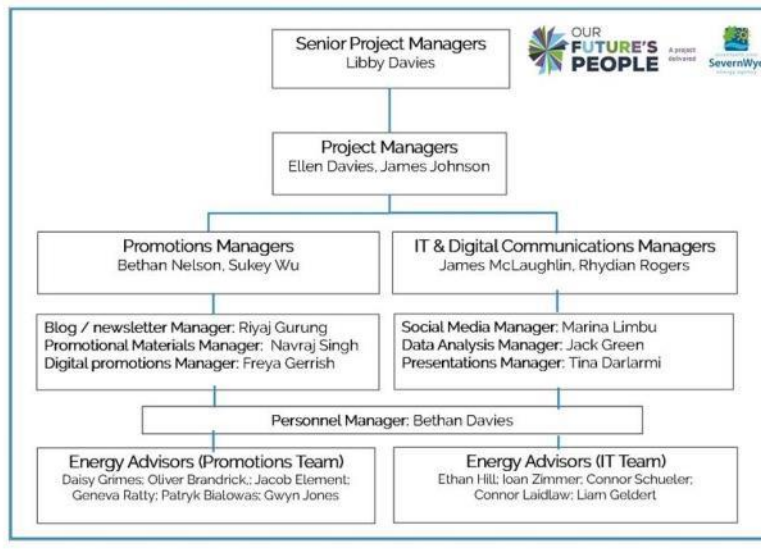 Senior Project Managers
Libby Davies
OUR
FUTURE'S
PEOPLE
A project
delivered
SevernWye
energy agency
Project Managers
Ellen Davies, James Johnson
Promotions Managers
Bethan Nelson, Sukey Wu
IT & Digital Communications Managers
James McLaughlin, Rhydian Rogers
Blog / newsletter Manager: Riyaj Gurung
Promotional Materials Manager: Navraj Singh
Digital promotions Manager: Freya Gerrish
Social Media Manager: Marina Limbu
Data Analysis Manager: Jack Green
Presentations Manager: Tina Darlarmi
Personnel Manager: Bethan Davies
Energy Advisors (Promotions Team)
Daisy Grimes; Oliver Brandrick,; Jacob Element;
Geneva Ratty; Patryk Bialowas; Gwyn Jones
Energy Advisors (IT Team)
Ethan Hill; Ioan Zimmer; Connor Schueler;
Connor Laidlaw; Liam Geldert